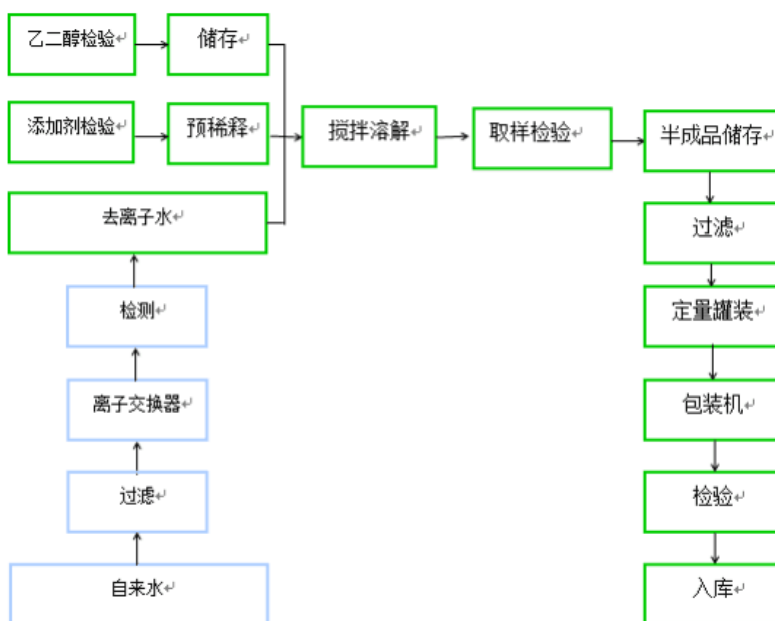 乙二醇检验↵
储存↵
添加剂检验↵
预稀释↵
搅拌溶解↵
取样检验↵
半成品储存↵
去离子水↵
过滤↵
检测↵
定量罐装↵
离子交换器↵
包装机↵
过滤↵
检验↵
自来水↵
入库↵